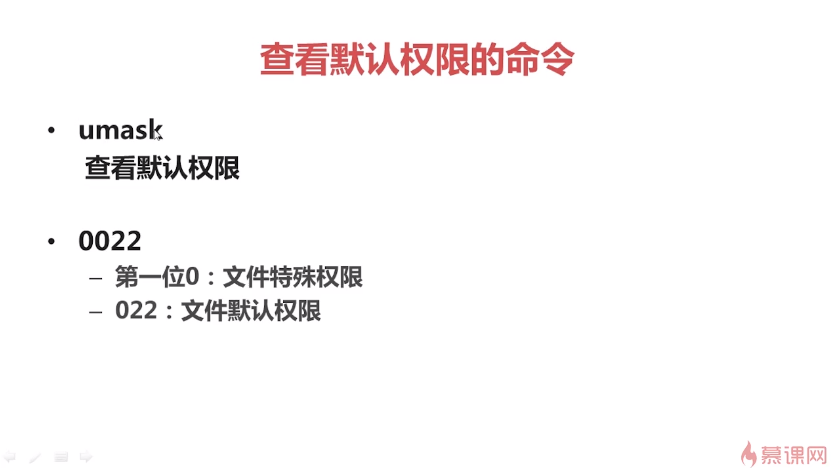 查看默认权限的命令
• umask
查看默认权限
• 0022
– 第一位0：文件特殊权限
– 022：文件默认权限
慕课网